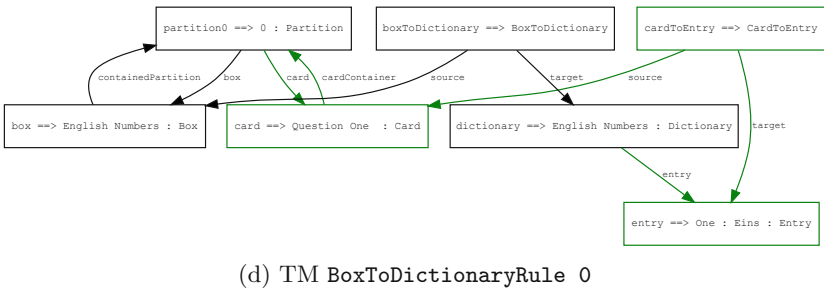 partition0 ==> 0 : Partition
boxToDictionary ==> BoxToDictionary
cardToEntry ==> CardToEntry
containedPartition
box
card
cardContainer
source
target
source
box ==> English Numbers : Box
card ==> Question One : Card
dictionary ==> English Numbers : Dictionary
target
entry
entry ==> One : Eins : Entry
(d) TM BoxToDictionaryRule 0